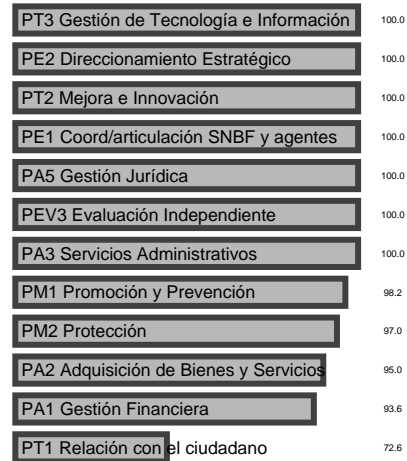 PT3 Gestión de Tecnología e Información 100.0
PE2 Direccionamiento Estratégico 100.0
PT2 Mejora e Innovación 100.0
PE1 Coord/articulación SNBF y agentes 100.0
PA5 Gestión Jurídica 100.0
PEV3 Evaluación Independiente 100.0
PA3 Servicios Administrativos 100.0
PM1 Promoción y Prevención 98.2
PM2 Protección 97.0
PA2 Adquisición de Bienes y Servicios 95.0
PA1 Gestión Financiera 93.6
PT1 Relación con el ciudadano 72.6